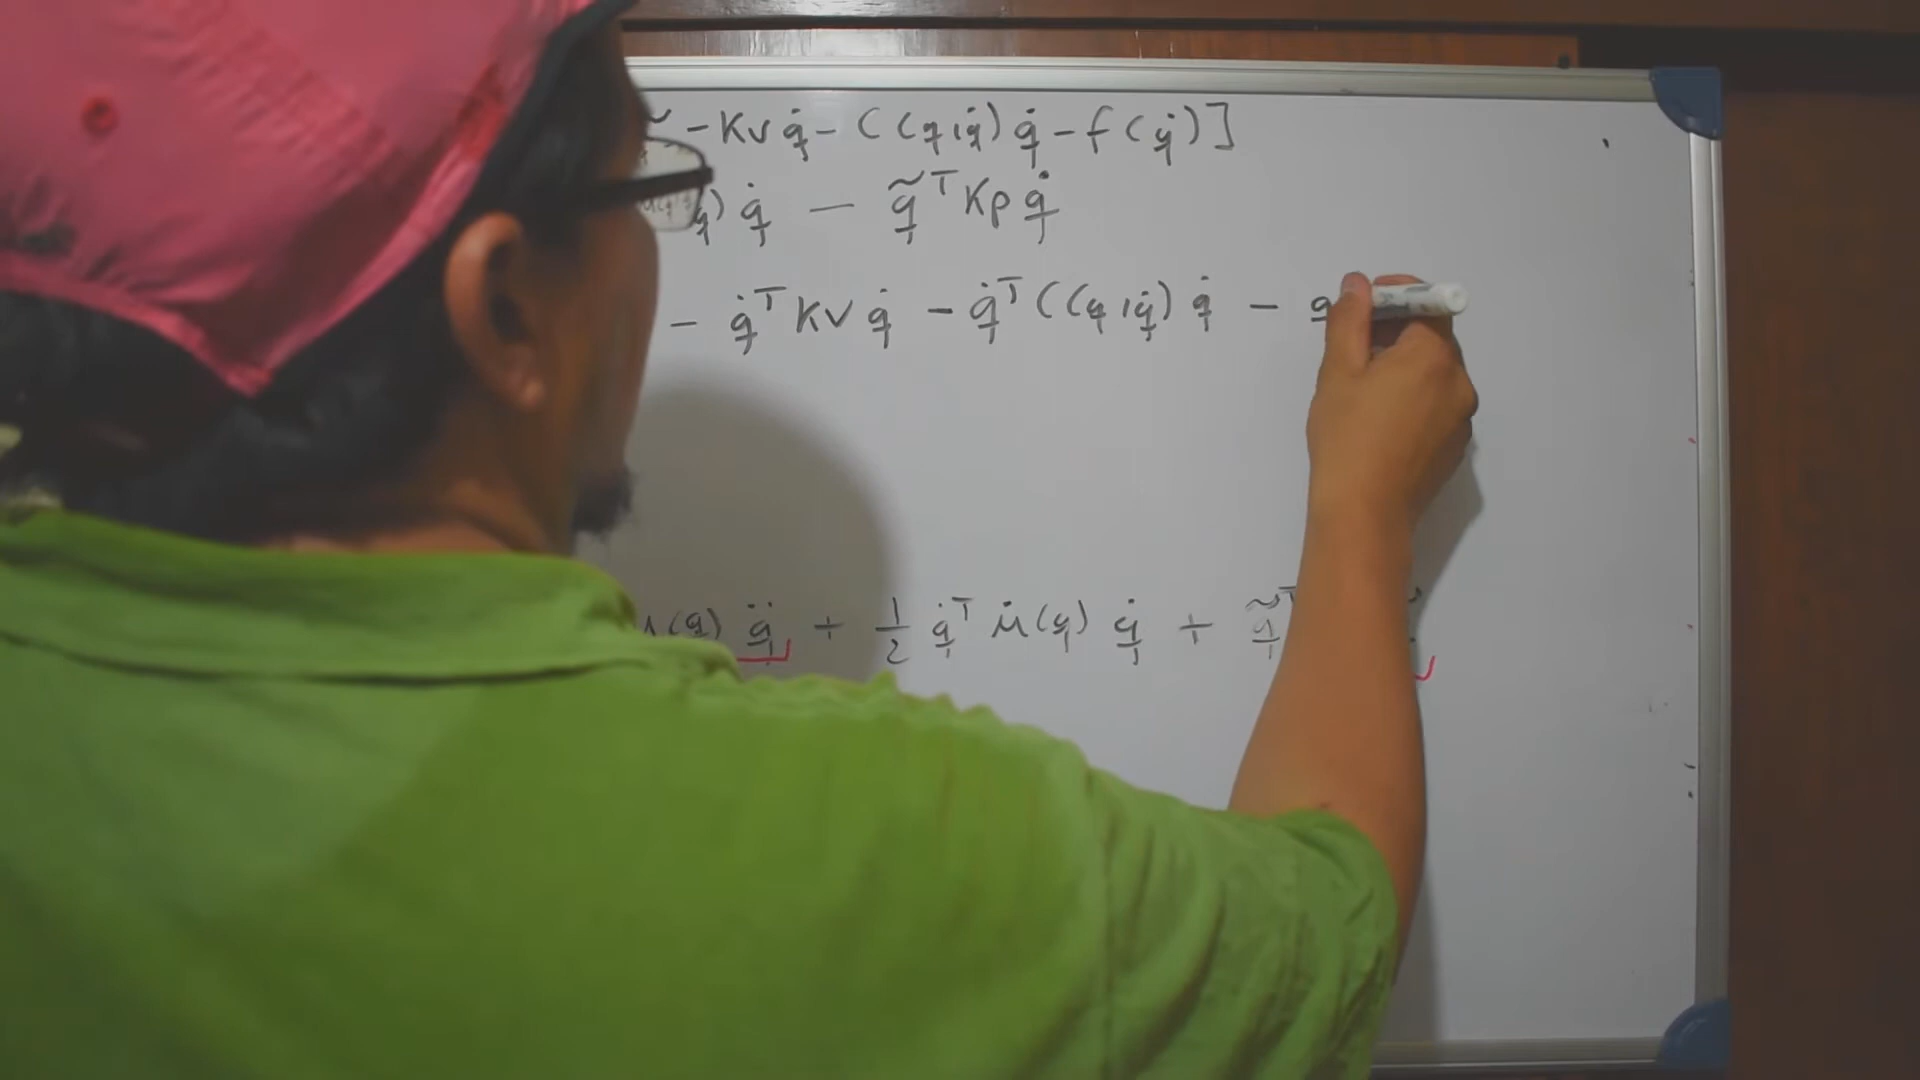 ~ - Kv q̇ - C(q,q̇) q̇ - f(q̇)]
q) q̇ — q̃ᵀ Kp q̇
- q̇ᵀ Kv q̇ - q̇ᵀ C(q,q̇) q̇ - q
M(q) q̈ + 1/2 q̇ᵀ Ṁ(q) q̇ + q̃ᵀ